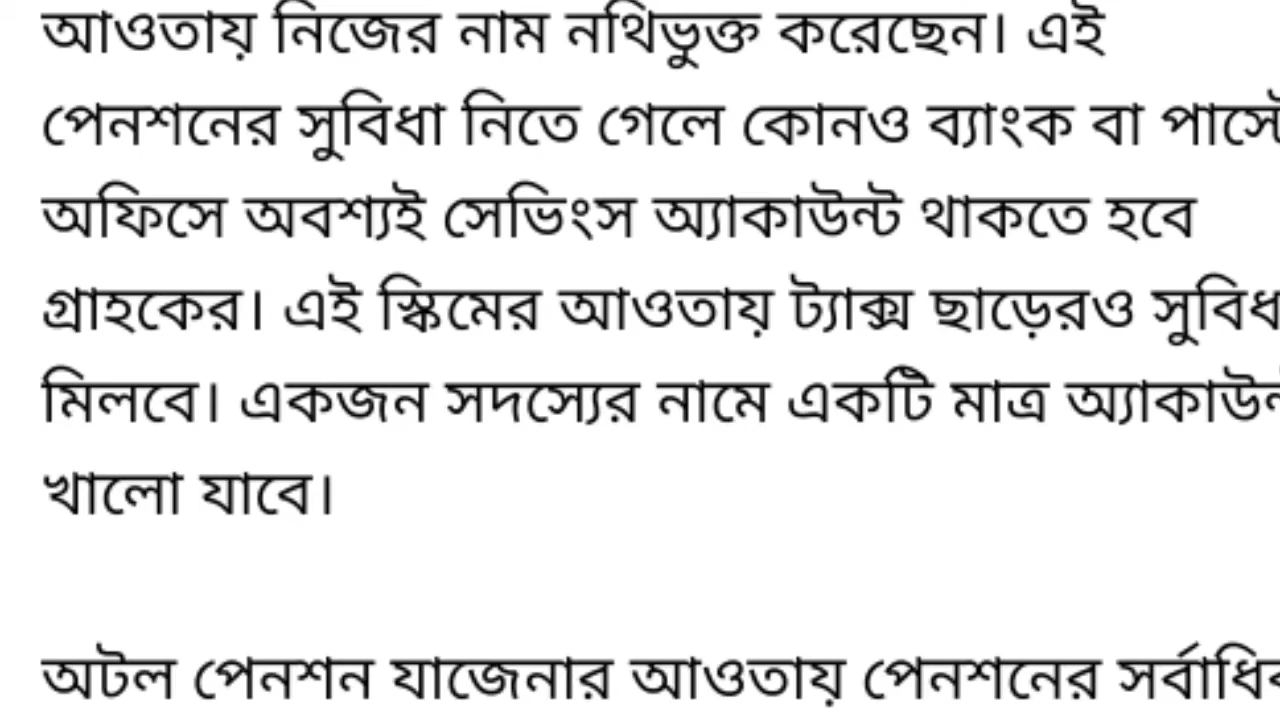 আওতায় নিজের নাম নথিভুক্ত করেছেন। এই
পেনশনের সুবিধা নিতে গেলে কোনও ব্যাংক বা
অফিসে অবশ্যই সেভিংস অ্যাকাউন্ট থাকতে হবে
গ্রাহকের। এই স্কিমের আওতায় ট্যাক্স ছাড়েরও
মিলবে। একজন সদস্যের নামে একটি মাত্র
খালো যাবে।
অটল পেনশন যাজেনার আওতায় পেনশনের